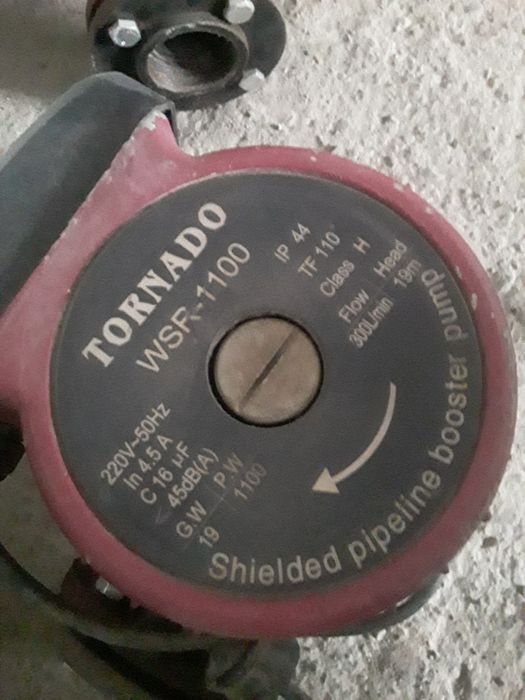 TORNADO
WSR-1100
IP 44
TF 110
Class H
Flow Head
300L/min 19m
220V~50Hz
In 4.5 A
C 16 µF
45dB(A)
G.W P.W
19 1100
Shielded pipeline booster pump